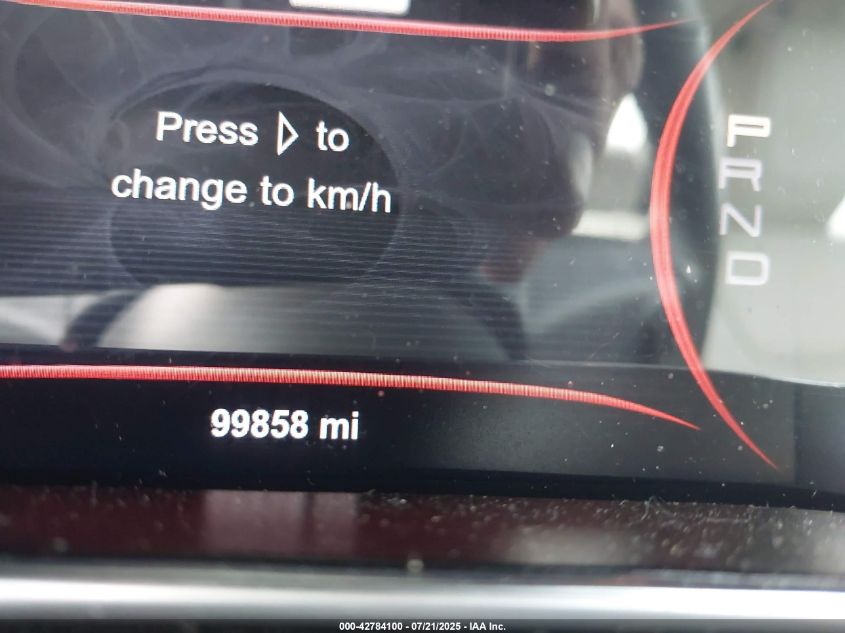 Press ▷ to
change to km/h
P
R
N
D
99858 mi
000-42784100 - 07/21/2025 - IAA Inc.